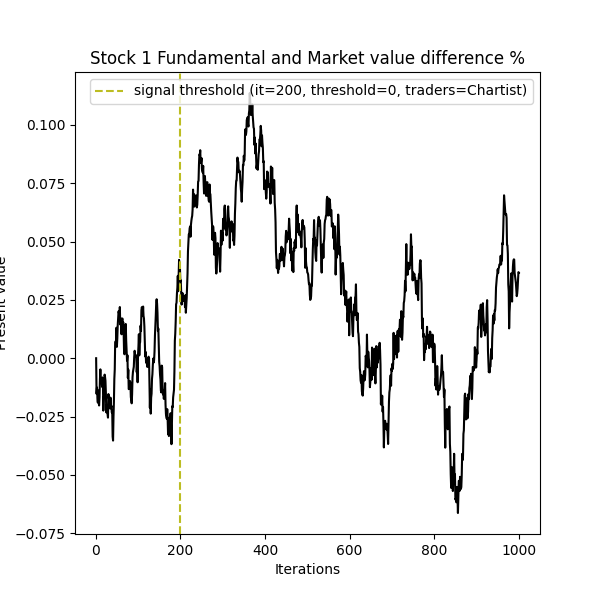 Stock 1 Fundamental and Market value difference %
signal threshold (it=200, threshold=0, traders=Chartist)
0.100
0.075
0.050
0.025
0.000
−0.025
−0.050
−0.075
Present value
0 200 400 600 800 1000
Iterations